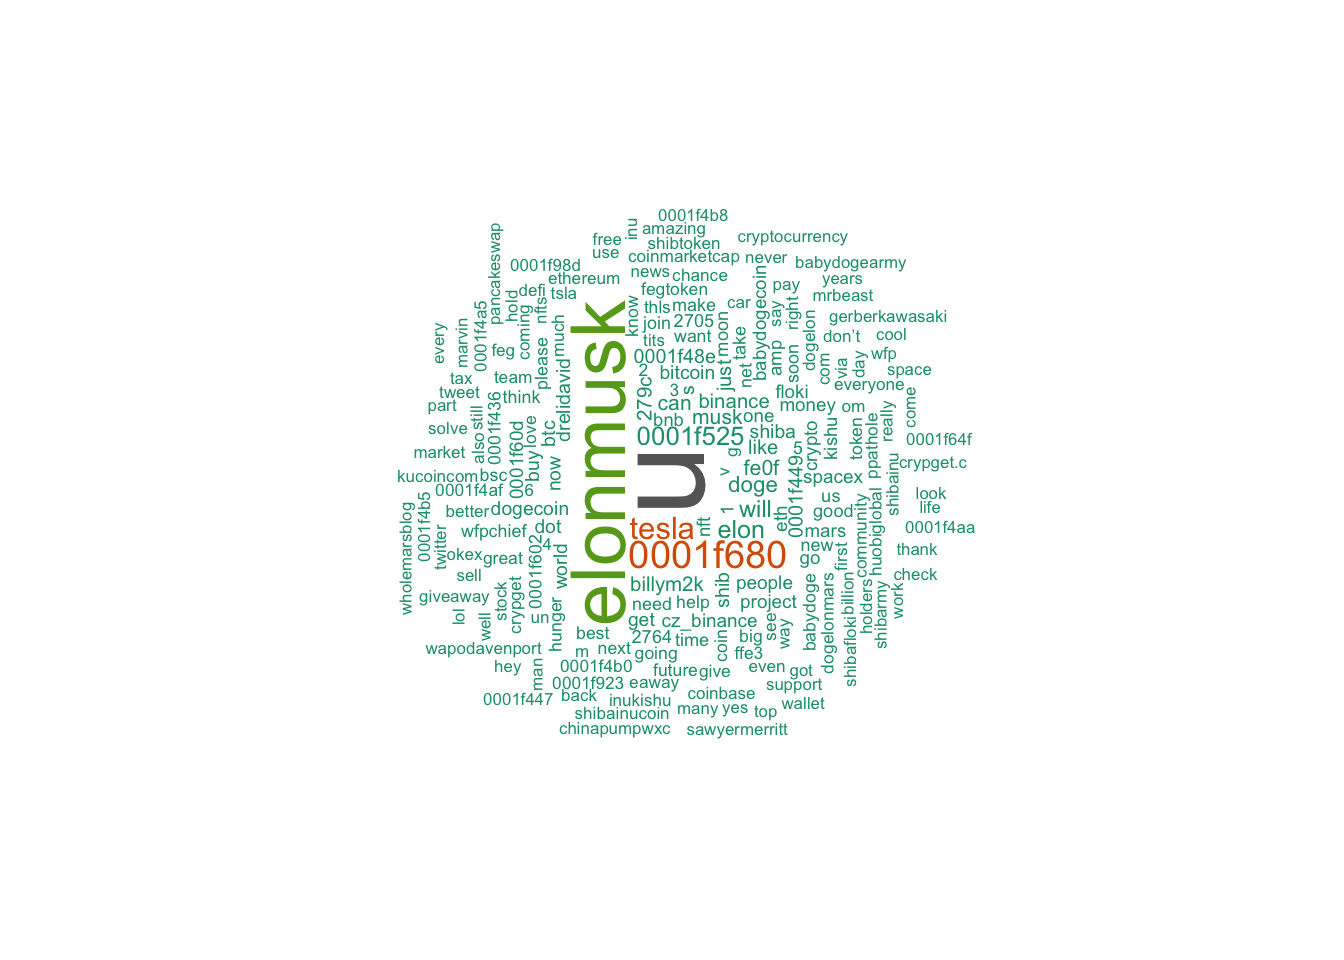 0001f4b8
amazing
free
inu
shibtoken
cryptocurrency
use
coinmarketcap
never
babydogearmy
pancakeswap
0001f98d
ethereum
news
chance
years
fegtoken
babydogecoin
pay
mrbeast
defi
tsla
hold
nfts
know
thls
make
car
say
right
gerberkawasaki
0001f4a5
coming
much
join
2705
moon
dogelon
don't
cool
every
marvin
feg
please
tits
want
take
amp
soon
com
via
day
wfp
0001f48e
just
net
space
tax
team
drelidavid
279c
2
bitcoin
everyone
tweet
think
3
s
floki
part
still
0001f436
love
btc
can
binance
money
om
really
come
bnb
musk
one
solve
also
0001f60d
buy
elonmusk
0001f525
shiba
crypto
kishu
token
ppathole
0001f64f
market
now
u
g
like
5
shibainu
crypget.c
kucoincom
bsc
v
fe0f
0001f449
spacex
0001f4af
6
doge
us
look
0001f4b5
better
dogecoin
1
will
eth
good
community
huobiglobal
life
wholemarsblog
twitter
wfpchief
dot
tesla
nft
elon
mars
0001f4aa
okex
great
0001f602
4
world
0001f680
new
go
first
thank
sell
billym2k
shib
people
billion
check
giveaway
stock
crypget
need
help
project
holders
shibarmy
work
lol
well
un
hunger
get
cz_binance
see
way
babydoge
dogelonmars
shibafloki
best
2764
time
coin
big
wapodavenport
m
next
going
ffe3
hey
man
0001f4b0
future
give
even
got
0001f923
eaway
support
0001f447
back
inukishu
coinbase
wallet
shibainucoin
many
yes
top
chinapumpwxc
sawyermerritt